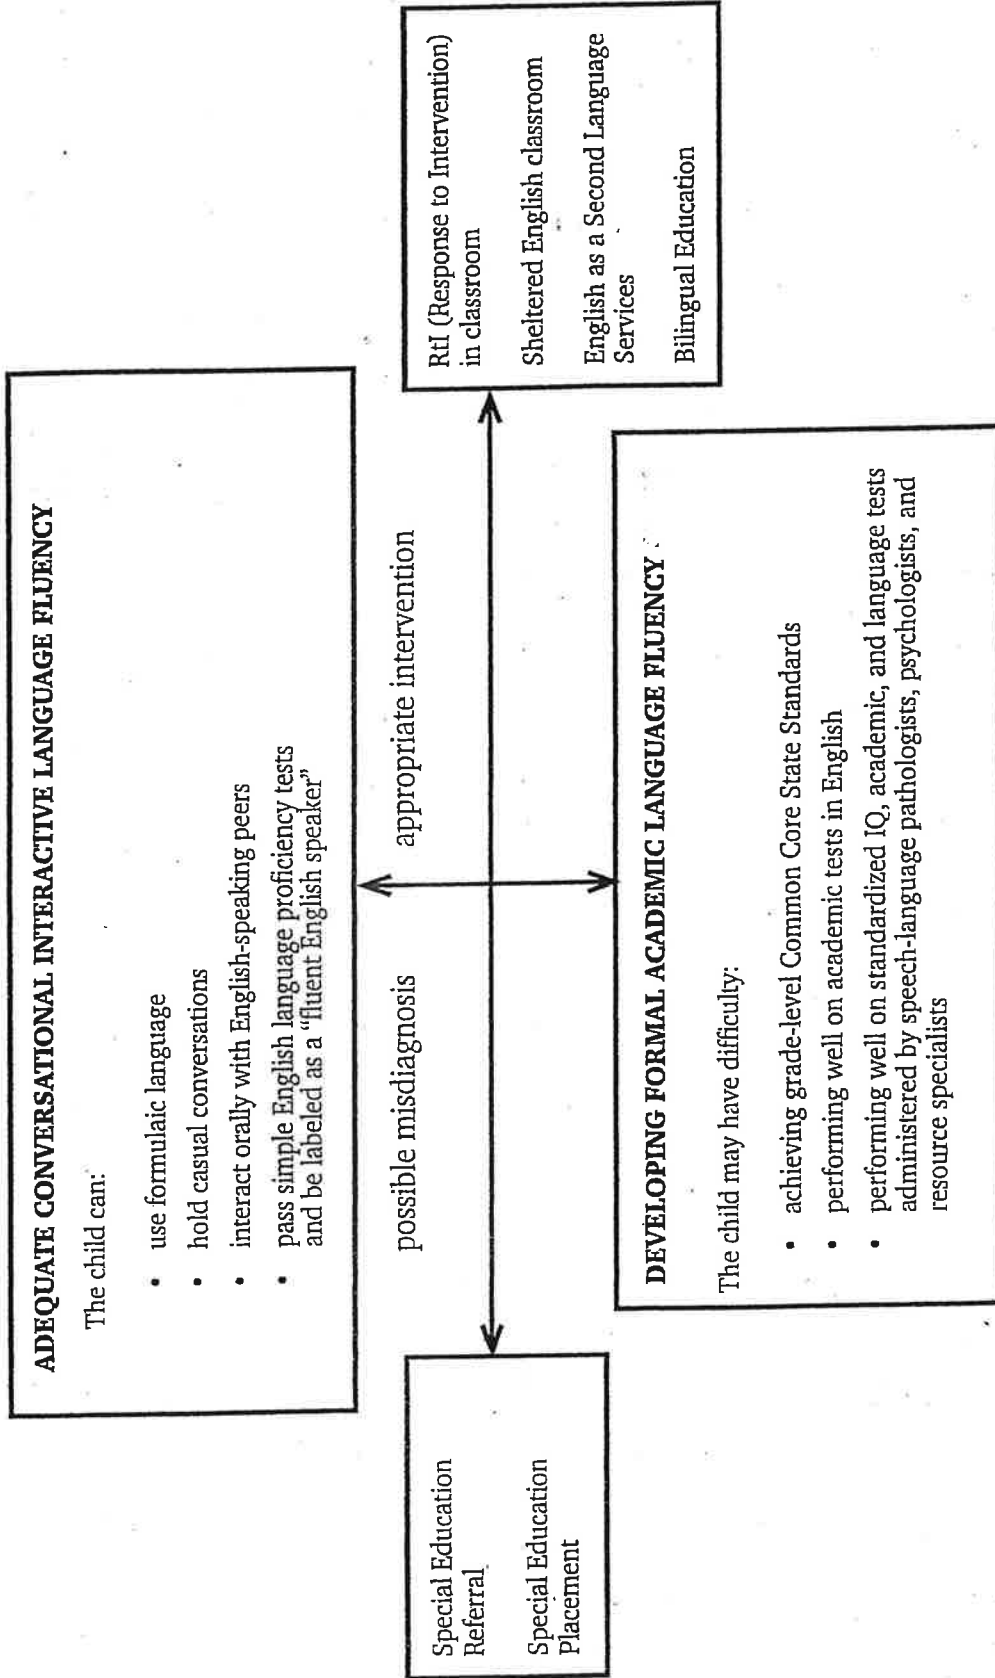 ADEQUATE CONVERSATIONAL INTERACTIVE LANGUAGE FLUENCY
The child can:
• use formulaic language
• hold casual conversations
• interact orally with English-speaking peers
• pass simple English language proficiency tests
and be labeled as a “fluent English speaker”
possible misdiagnosis
appropriate intervention
Special Education
Referral
Special Education
Placement
RtI (Response to Intervention)
in classroom
Sheltered English classroom
English as a Second Language
Services
Bilingual Education
DEVELOPING FORMAL ACADEMIC LANGUAGE FLUENCY
The child may have difficulty:
• achieving grade-level Common Core State Standards
• performing well on academic tests in English
• performing well on standardized IQ, academic, and language tests
administered by speech-language pathologists, psychologists, and
resource specialists